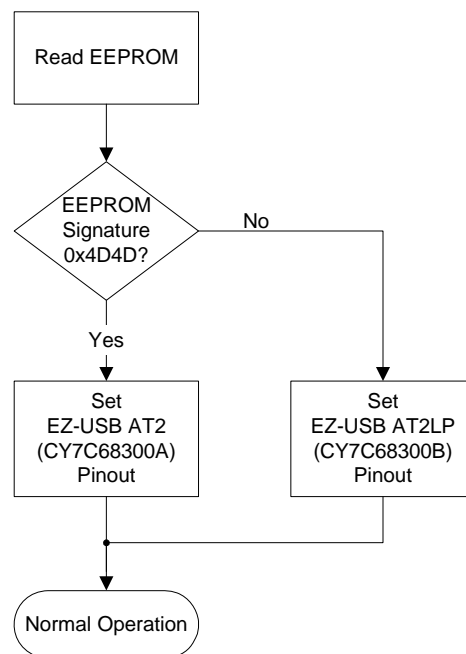 Read EEPROM
EEPROM
Signature
0x4D4D?
No
Yes
Set
EZ-USB AT2
(CY7C68300A)
Pinout
Set
EZ-USB AT2LP
(CY7C68300B)
Pinout
Normal Operation